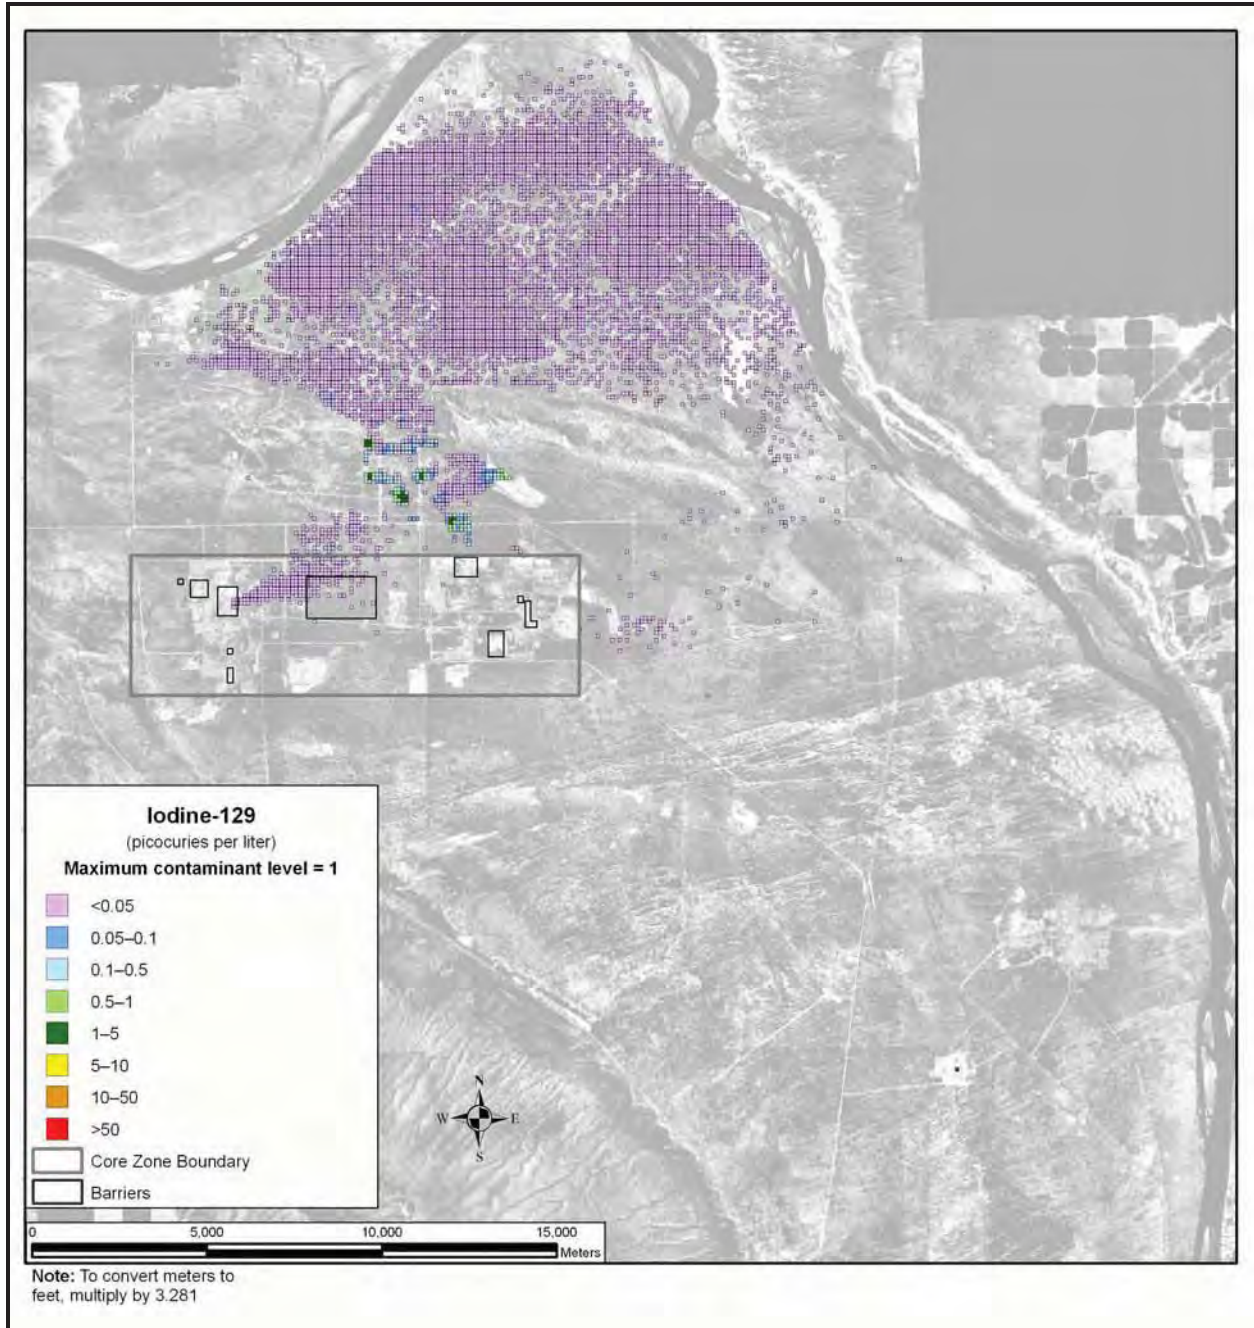 Iodine-129
(picocuries per liter)
Maximum contaminant level = 1
<0.05
0.05–0.1
0.1–0.5
0.5–1
1–5
5–10
10–50
>50
Core Zone Boundary
Barriers
N
W E
S
0 5,000 10,000 15,000
Meters
Note: To convert meters to
feet, multiply by 3.281